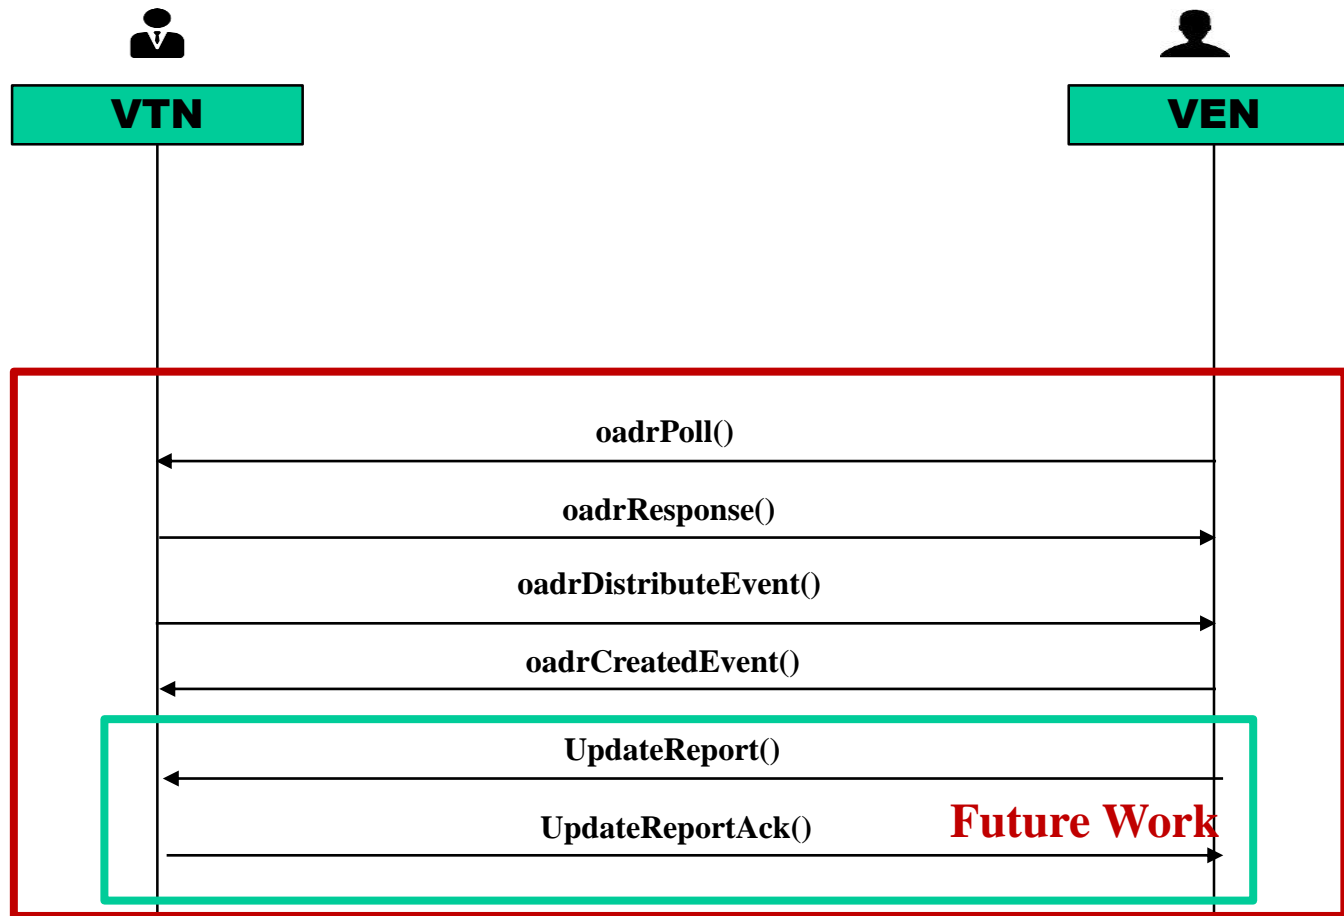 VTN
VEN
oadrPoll()
oadrResponse()
oadrDistributeEvent()
oadrCreatedEvent()
UpdateReport()
UpdateReportAck()
Future Work